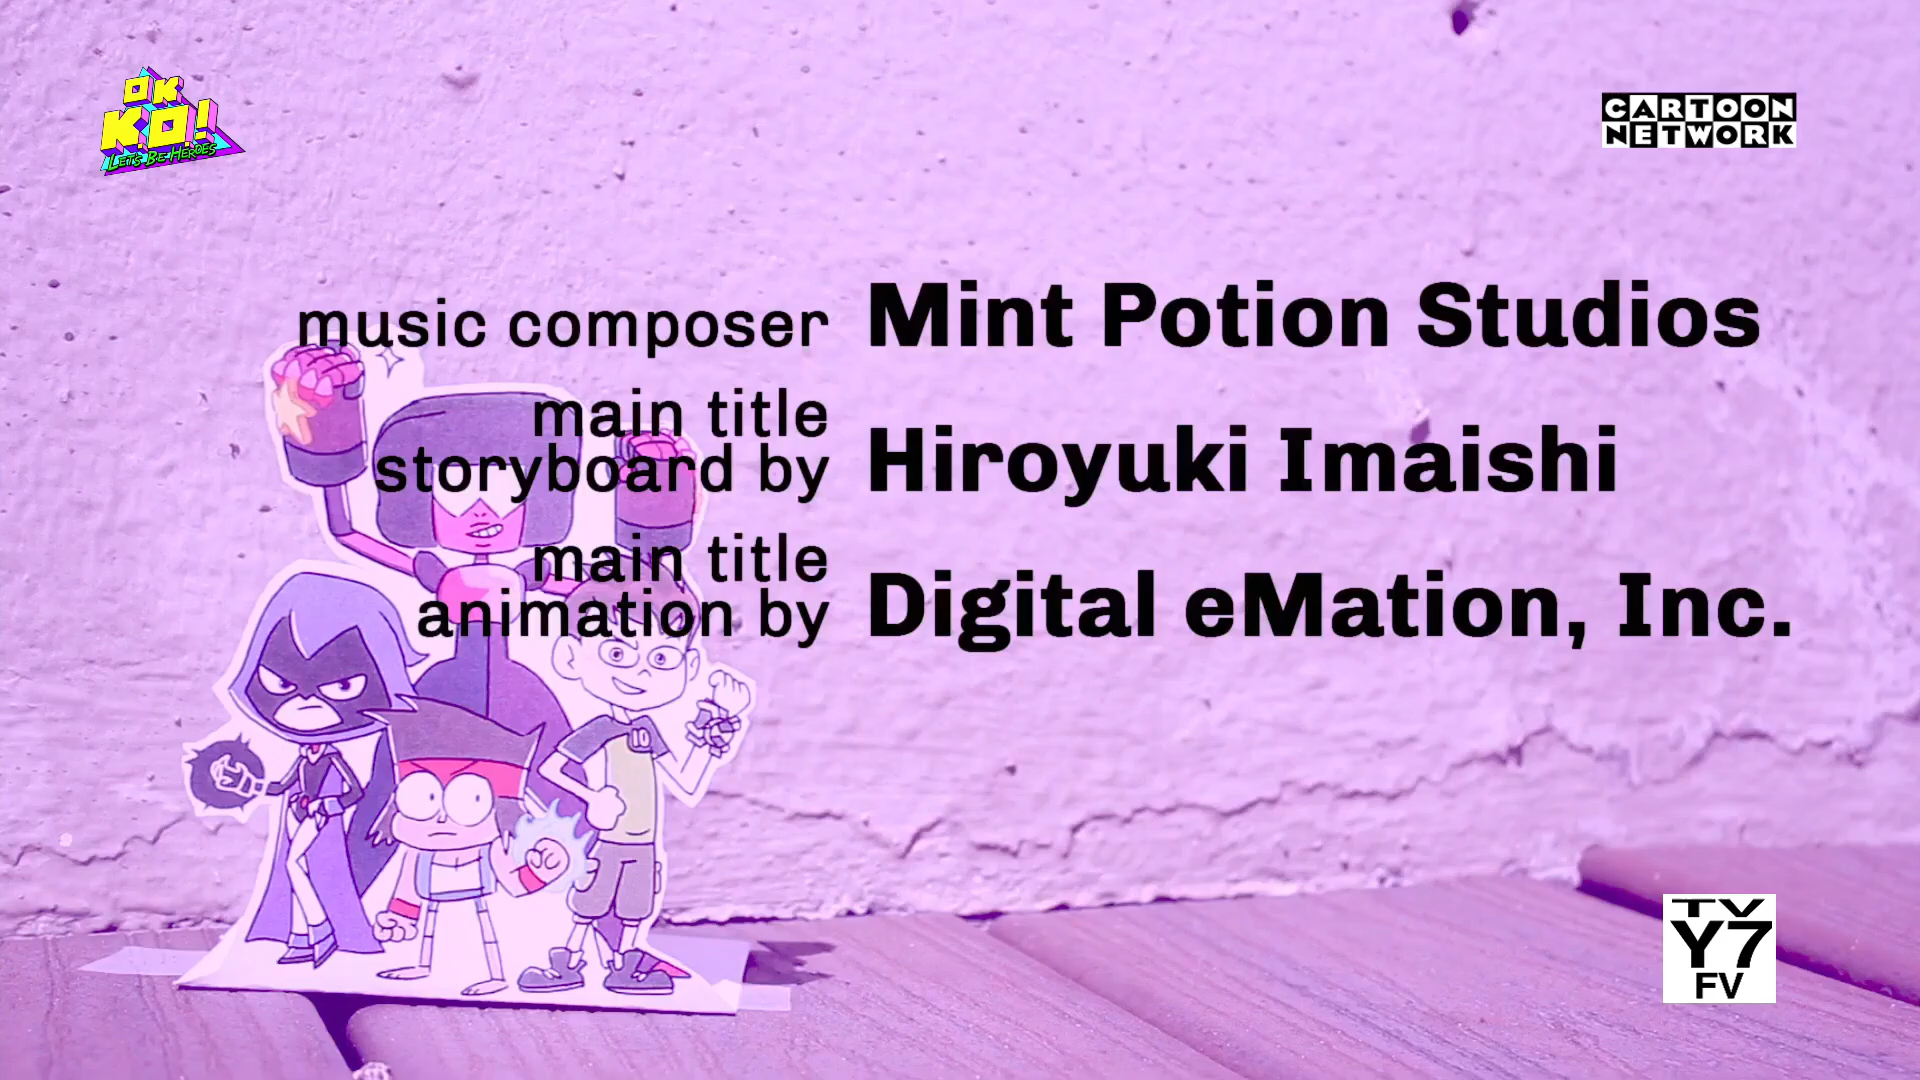 OK
K.O.!
LET'S BE HEROES
CARTOON
NETWORK
music composer Mint Potion Studios
main title
storyboard by Hiroyuki Imaishi
main title
animation by Digital eMation, Inc.
10
TV
Y7
FV